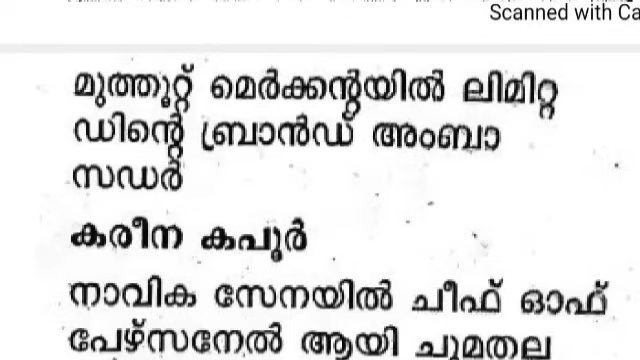 Scanned with Ca
മുത്തൂറ്റ് മെർക്കന്റയിൽ ലിമിറ്റ
ഡിന്റെ ബ്രാൻഡ് അംബാ
സഡർ
കരീന കപൂർ
നാവിക സേനയിൽ ചീഫ് ഓഫ്
പേഴ്സനേൽ ആയി ചുമതല